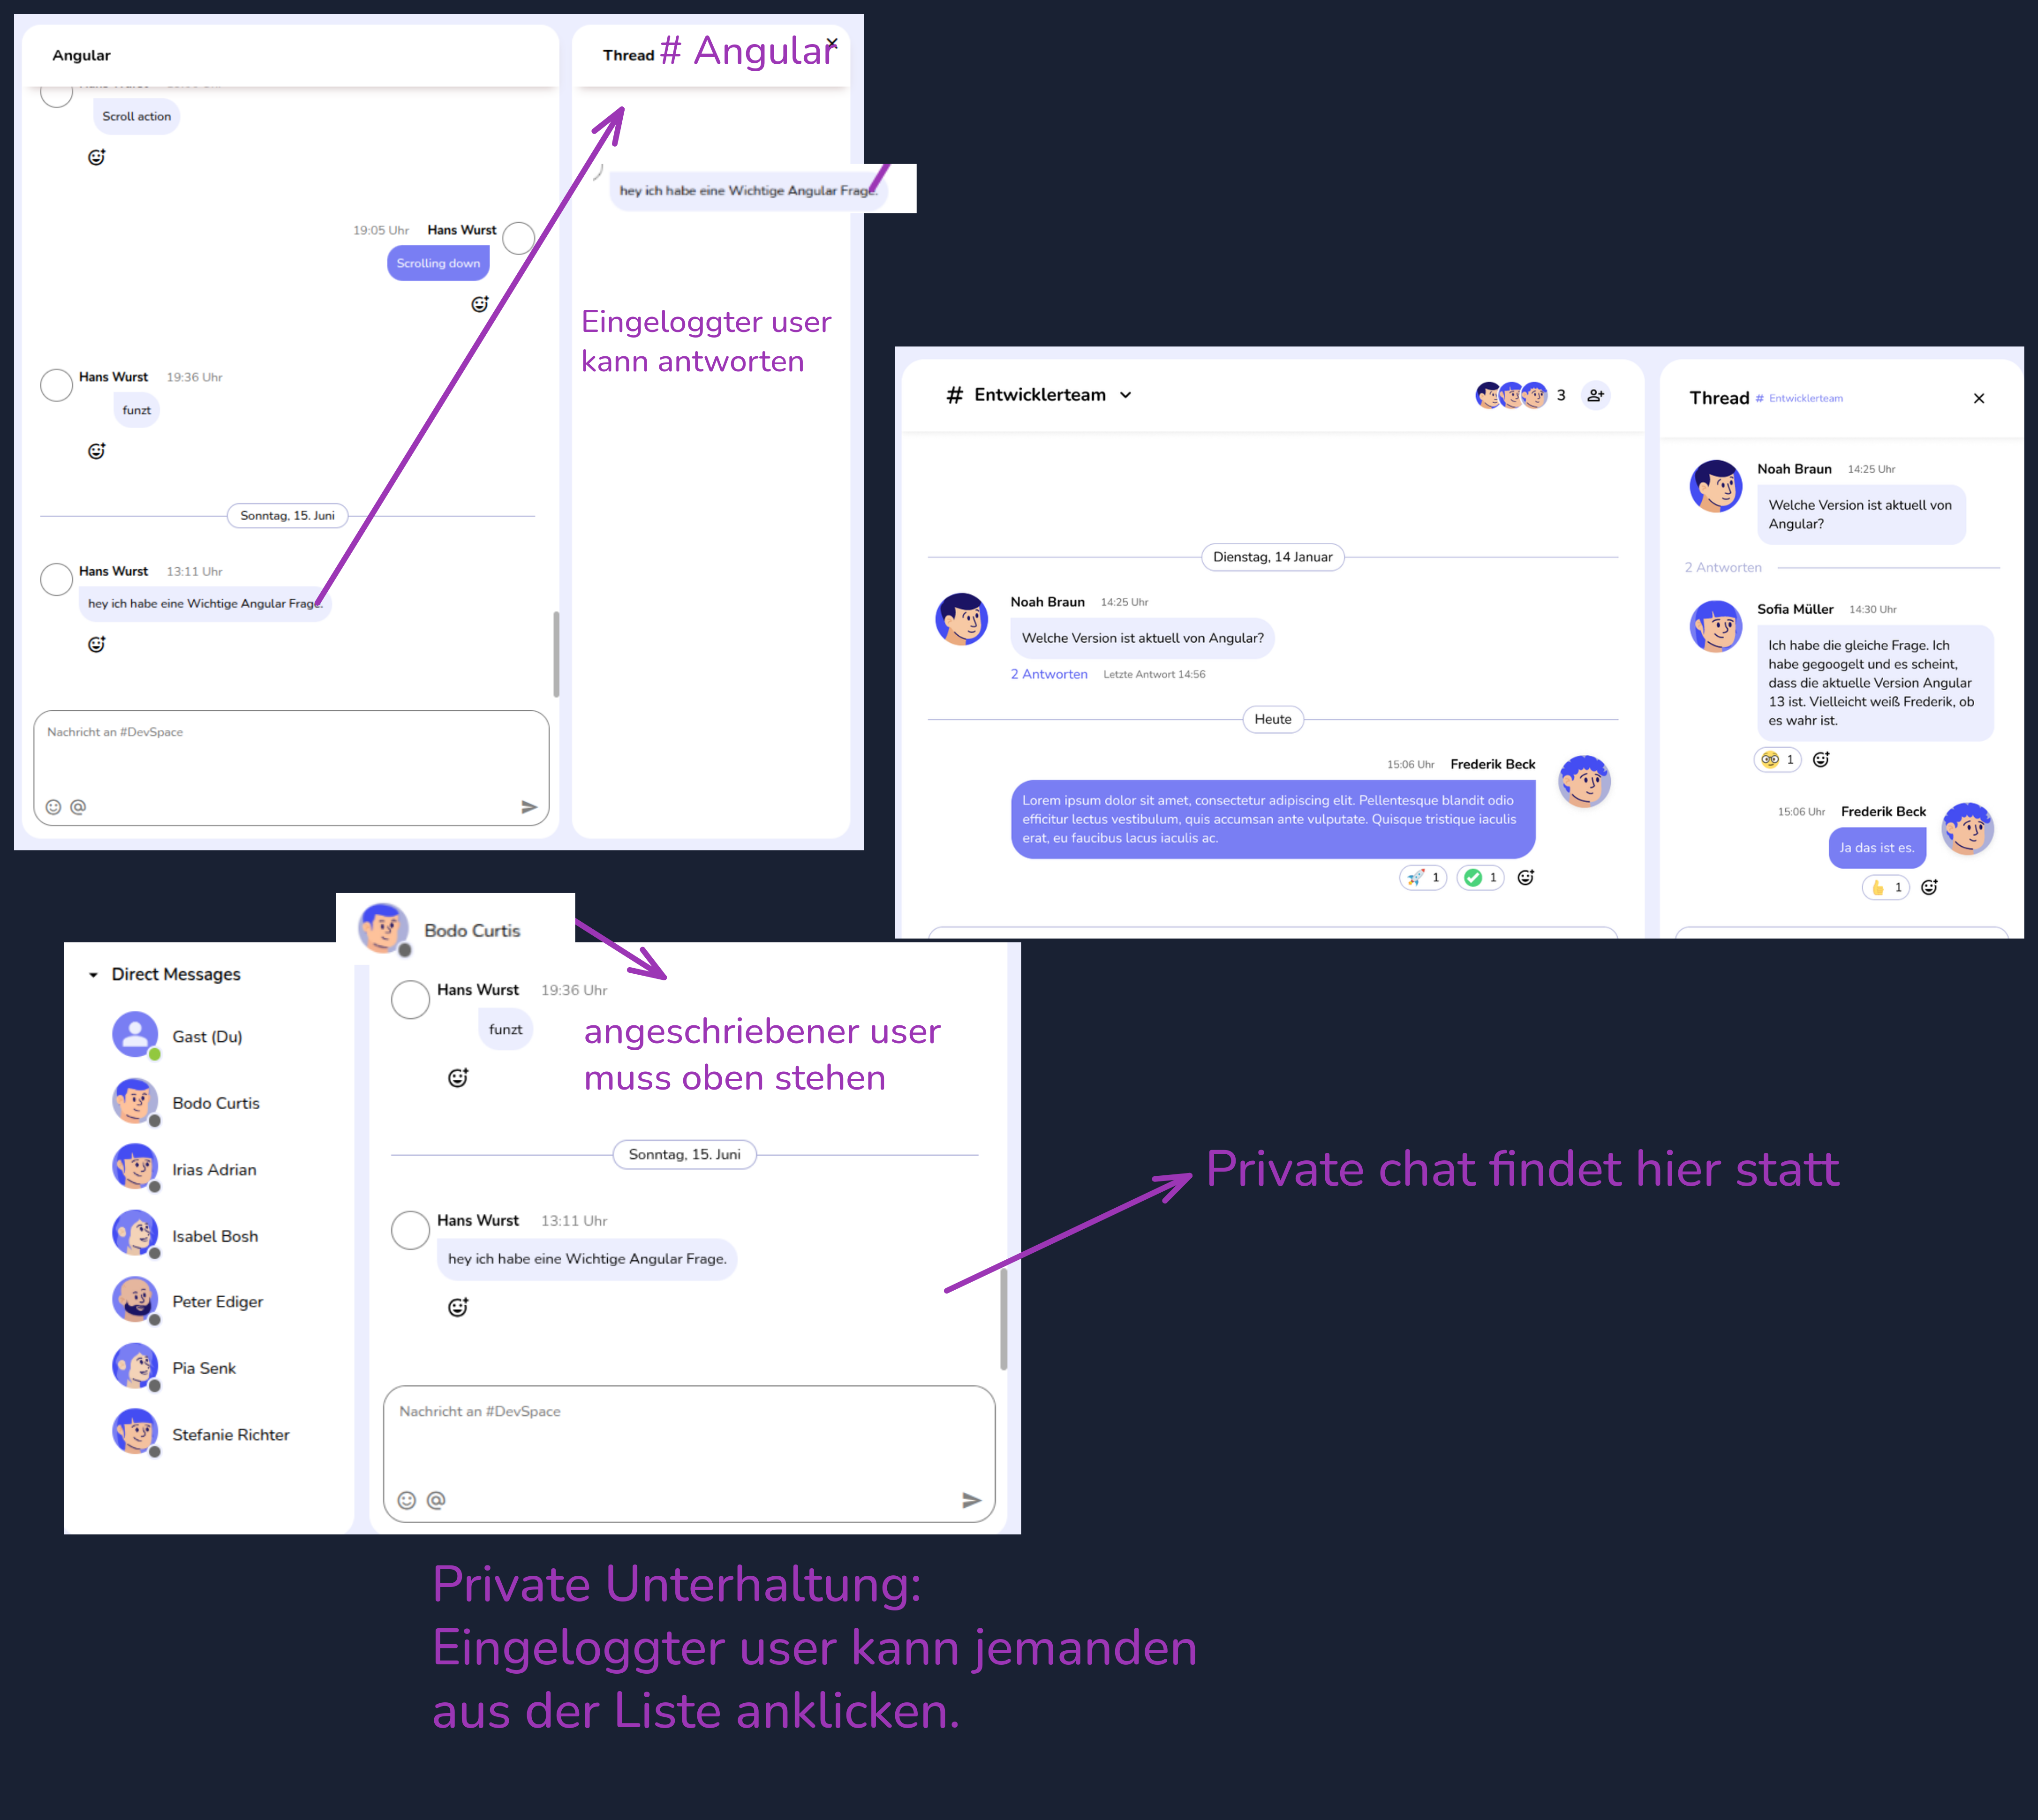 Angular
Scroll action
19:05 Uhr Hans Wurst
Scrolling down
Hans Wurst 19:36 Uhr
funzt
Sonntag, 15. Juni
Hans Wurst 13:11 Uhr
hey ich habe eine Wichtige Angular Frage.
Nachricht an #DevSpace
Thread # Angular
hey ich habe eine Wichtige Angular Frage.
Eingeloggter user
kann antworten
# Entwicklerteam
3
Dienstag, 14 Januar
Noah Braun 14:25 Uhr
Welche Version ist aktuell von Angular?
2 Antworten Letzte Antwort 14:56
Heute
15:06 Uhr Frederik Beck
Lorem ipsum dolor sit amet, consectetur adipiscing elit. Pellentesque blandit odio
efficitur lectus vestibulum, quis accumsan ante vulputate. Quisque tristique iaculis
erat, eu faucibus lacus iaculis ac.
1 1
Thread # Entwicklerteam
Noah Braun 14:25 Uhr
Welche Version ist aktuell von
Angular?
2 Antworten
Sofia Müller 14:30 Uhr
Ich habe die gleiche Frage. Ich
habe gegoogelt und es scheint,
dass die aktuelle Version Angular
13 ist. Vielleicht weiß Frederik, ob
es wahr ist.
1
15:06 Uhr Frederik Beck
Ja das ist es.
1
Bodo Curtis
Direct Messages
Gast (Du)
Bodo Curtis
Irias Adrian
Isabel Bosh
Peter Ediger
Pia Senk
Stefanie Richter
Hans Wurst 19:36 Uhr
funzt
angeschriebener user
muss oben stehen
Sonntag, 15. Juni
Hans Wurst 13:11 Uhr
hey ich habe eine Wichtige Angular Frage.
Nachricht an #DevSpace
Private chat findet hier statt
Private Unterhaltung:
Eingeloggter user kann jemanden
aus der Liste anklicken.